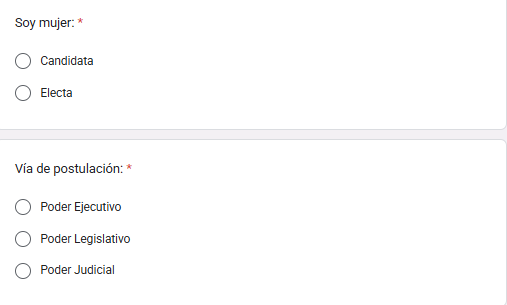 Soy mujer: *
Candidata
Electa
Vía de postulación: *
Poder Ejecutivo
Poder Legislativo
Poder Judicial